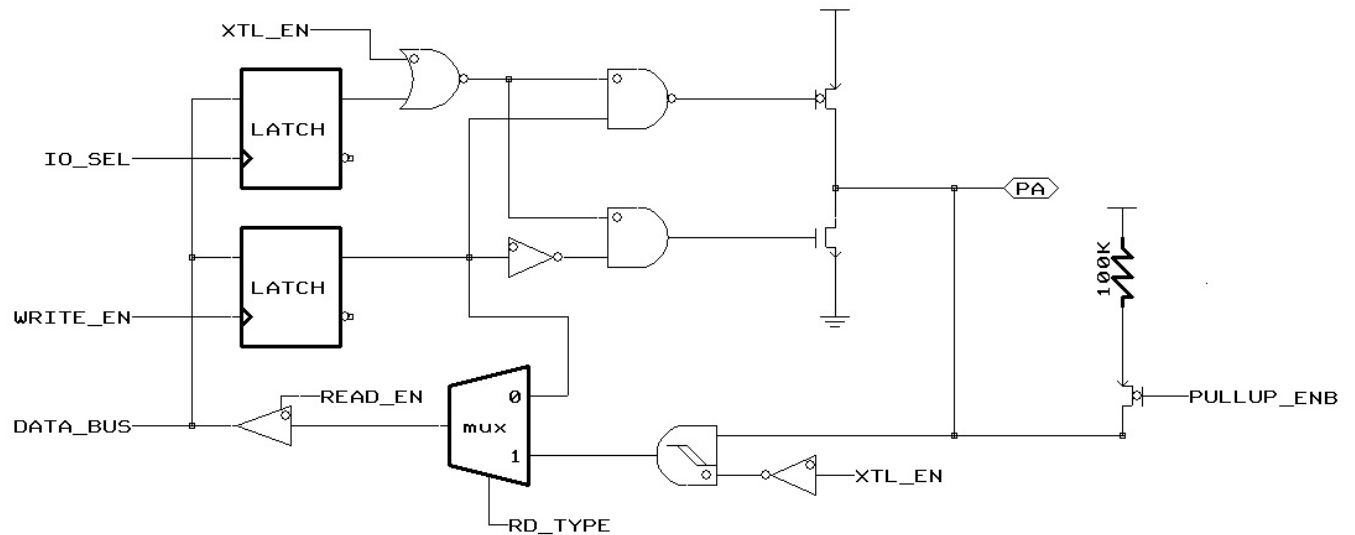 XTL_EN
LATCH
IO_SEL
PA
LATCH
100K
WRITE_EN
READ_EN
0
PULLUP_ENB
DATA_BUS
mux
1
XTL_EN
RD_TYPE